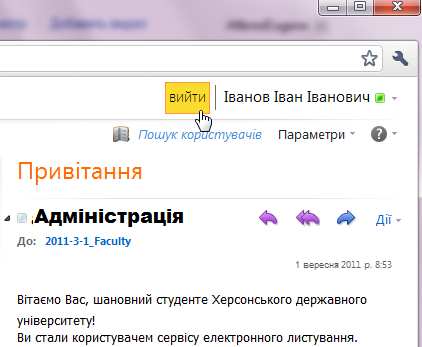 вийти Іванов Іван Іванович
Пошук користувачів Параметри
Привітання
Адміністрація Дії
До: 2011-3-1_Faculty
1 вересня 2011 р. 8:53
Вітаємо Вас, шановний студенте Херсонського державного
університету!
Ви стали користувачем сервісу електронного листування.